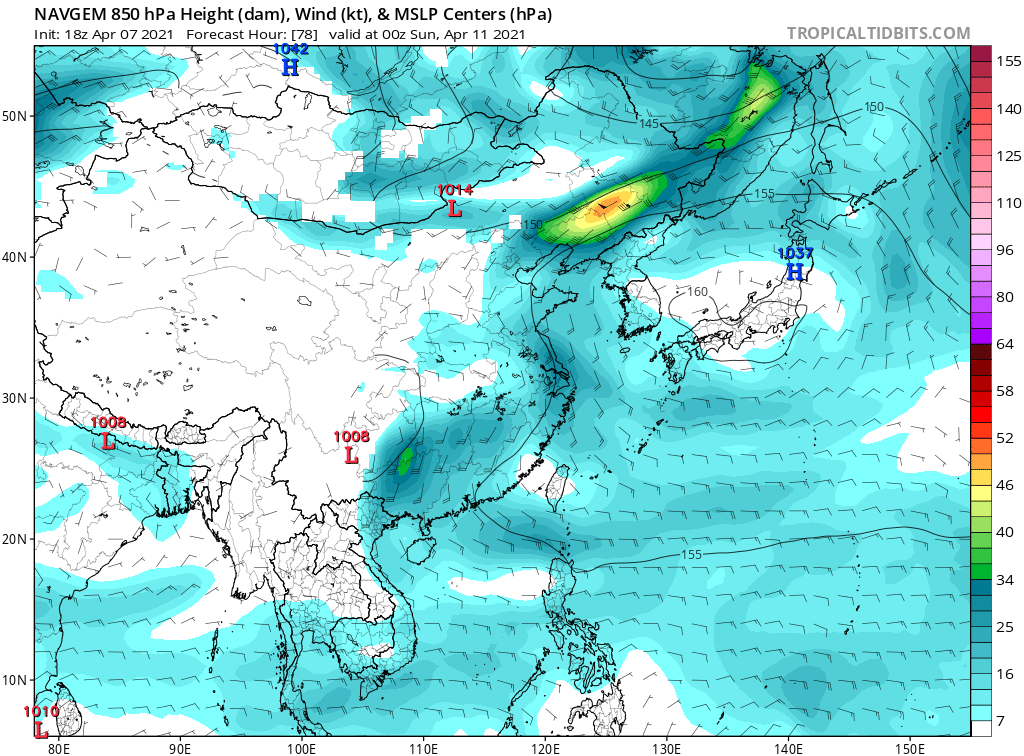 NAVGEM 850 hPa Height (dam), Wind (kt), & MSLP Centers (hPa)
Init: 18z Apr 07 2021 Forecast Hour: [78] valid at 00z Sun, Apr 11 2021
TROPICALTIDBITS.COM
1042
H
155
50N
145
150
140
125
1014
L
155
110
150
96
1037
H
40N
160
80
64
58
30N
1008
L
1008
L
52
46
40
20N
155
34
25
16
10N
1010
L
7
80E
90E
100E
110E
120E
130E
140E
150E